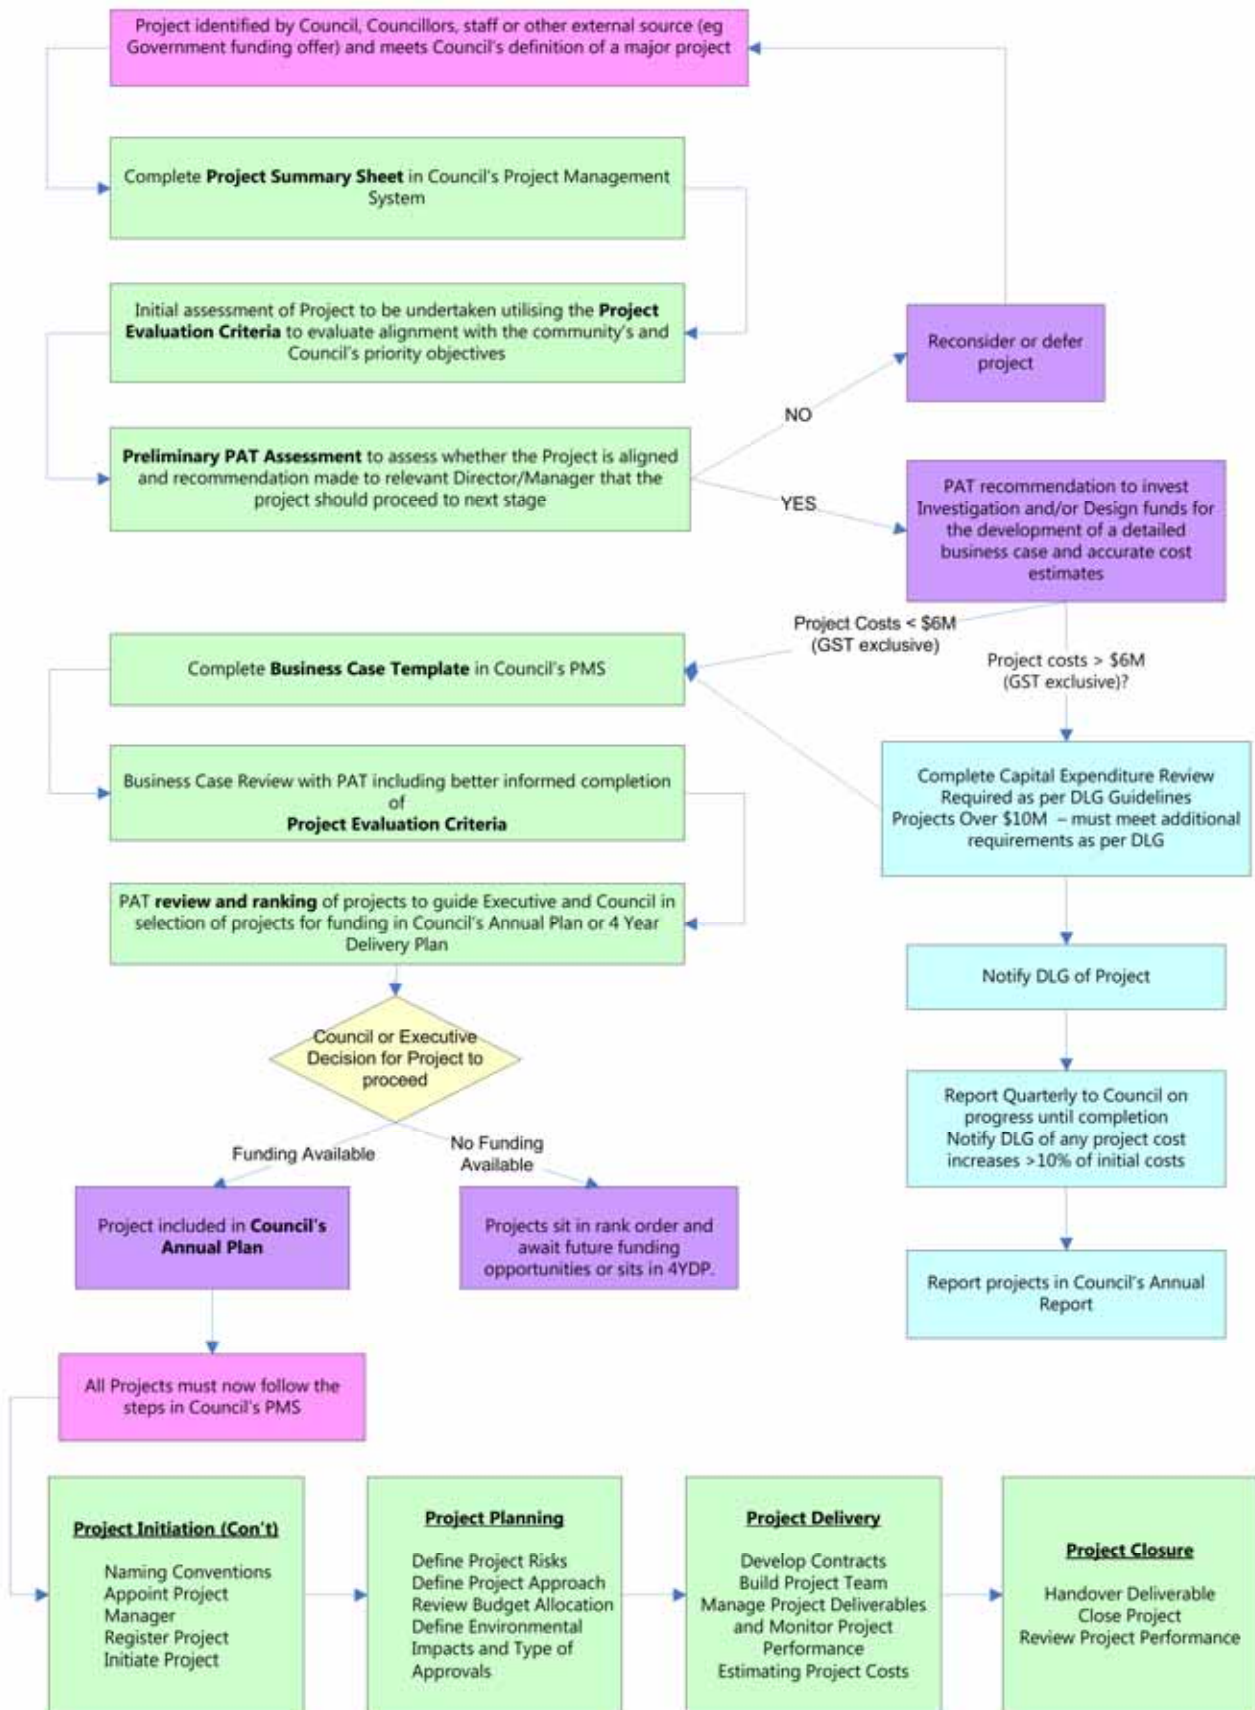 Project identified by Council, Councillors, staff or other external source (eg
Government funding offer) and meets Council's definition of a major project
Complete Project Summary Sheet in Council's Project Management
System
Initial assessment of Project to be undertaken utilising the Project
Evaluation Criteria to evaluate alignment with the community's and
Council's priority objectives
Reconsider or defer
project
NO
Preliminary PAT Assessment to assess whether the Project is aligned
and recommendation made to relevant Director/Manager that the
project should proceed to next stage
YES
PAT recommendation to invest
Investigation and/or Design funds for
the development of a detailed
business case and accurate cost
estimates
Project Costs < $6M
(GST exclusive)
Project costs > $6M
(GST exclusive)?
Complete Business Case Template in Council's PMS
Business Case Review with PAT including better informed completion
of
Project Evaluation Criteria
Complete Capital Expenditure Review
Required as per DLG Guidelines
Projects Over $10M – must meet additional
requirements as per DLG
PAT review and ranking of projects to guide Executive and Council in
selection of projects for funding in Council's Annual Plan or 4 Year
Delivery Plan
Notify DLG of Project
Council or Executive
Decision for Project to
proceed
Report Quarterly to Council on
progress until completion
Notify DLG of any project cost
increases >10% of initial costs
Funding Available
No Funding
Available
Project included in Council's
Annual Plan
Projects sit in rank order and
await future funding
opportunities or sits in 4YDP.
Report projects in Council's Annual
Report
All Projects must now follow the
steps in Council's PMS
Project Initiation (Con't)
Naming Conventions
Appoint Project
Manager
Register Project
Initiate Project
Project Planning
Define Project Risks
Define Project Approach
Review Budget Allocation
Define Environmental
Impacts and Type of
Approvals
Project Delivery
Develop Contracts
Build Project Team
Manage Project Deliverables
and Monitor Project
Performance
Estimating Project Costs
Project Closure
Handover Deliverable
Close Project
Review Project Performance